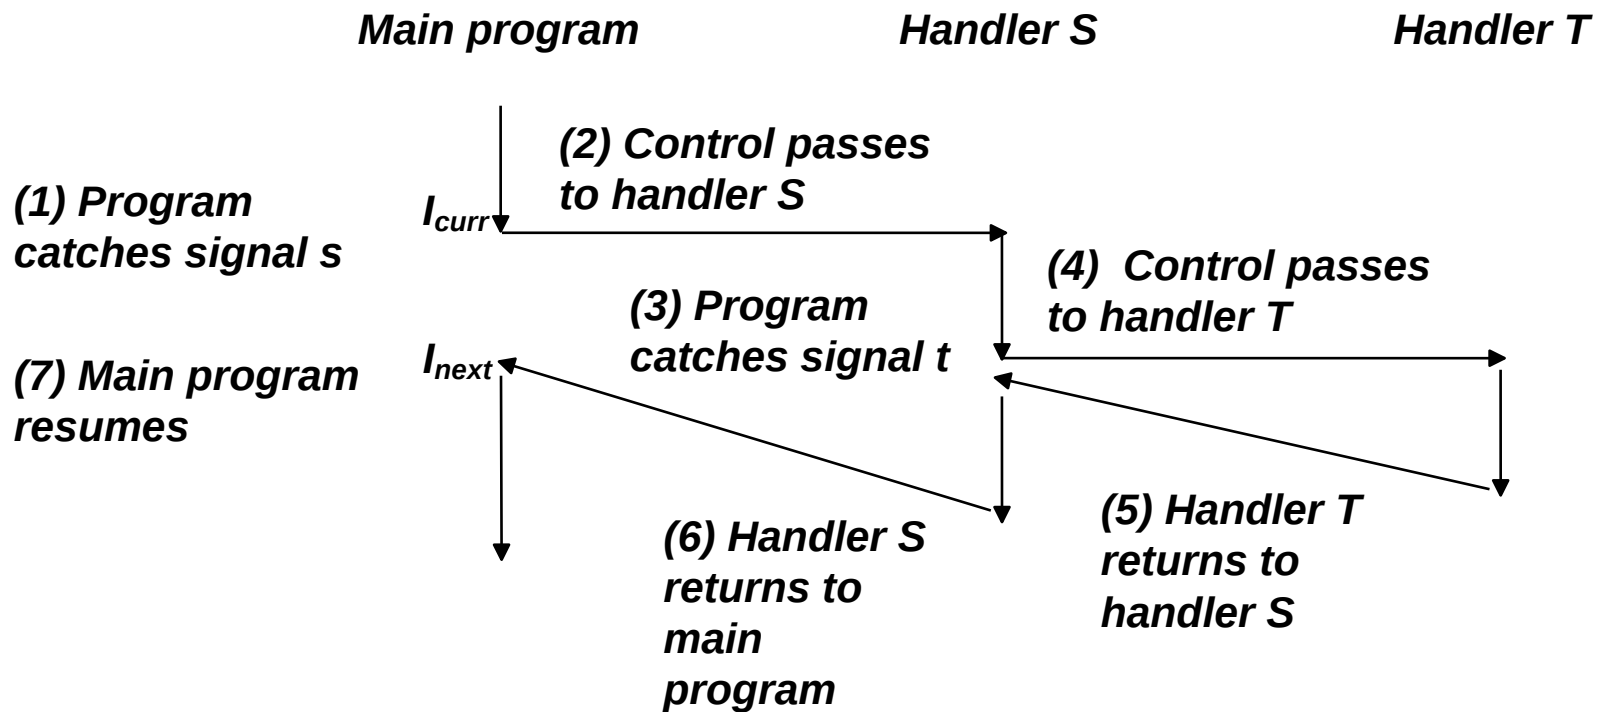 Main program
Handler S
Handler T
(2) Control passes
to handler S
(1) Program
catches signal s
Icurr
(4)  Control passes
to handler T
(3) Program
catches signal t
(7) Main program
resumes
Inext
(5) Handler T
returns to
handler S
(6) Handler S
returns to
main
program